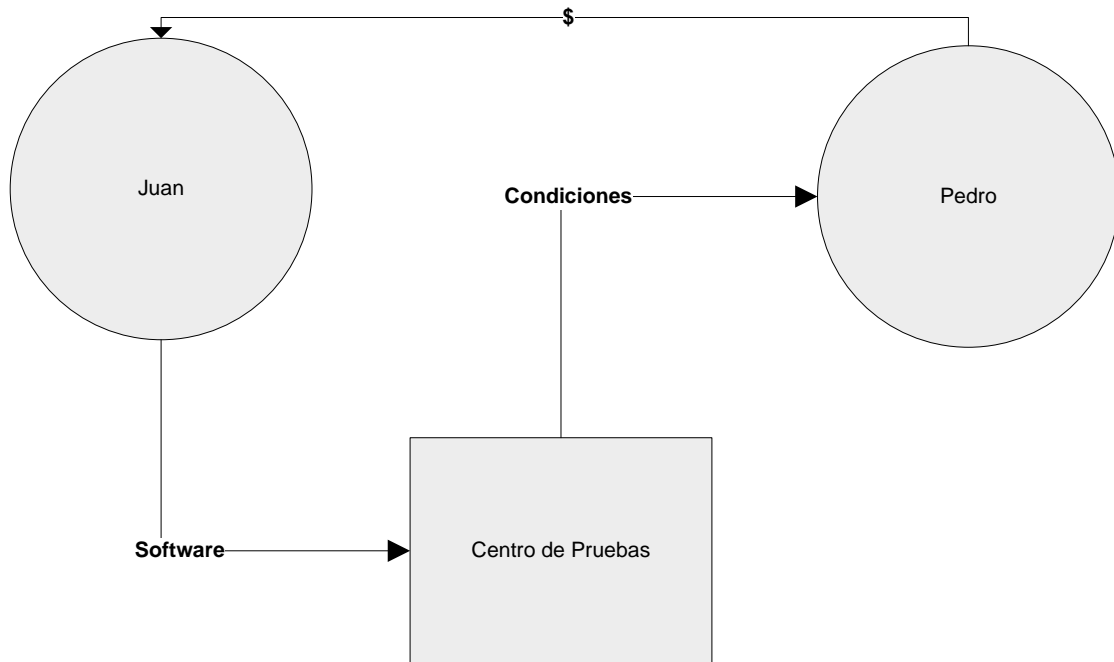 $
Juan
Condiciones
Pedro
Software
Centro de Pruebas